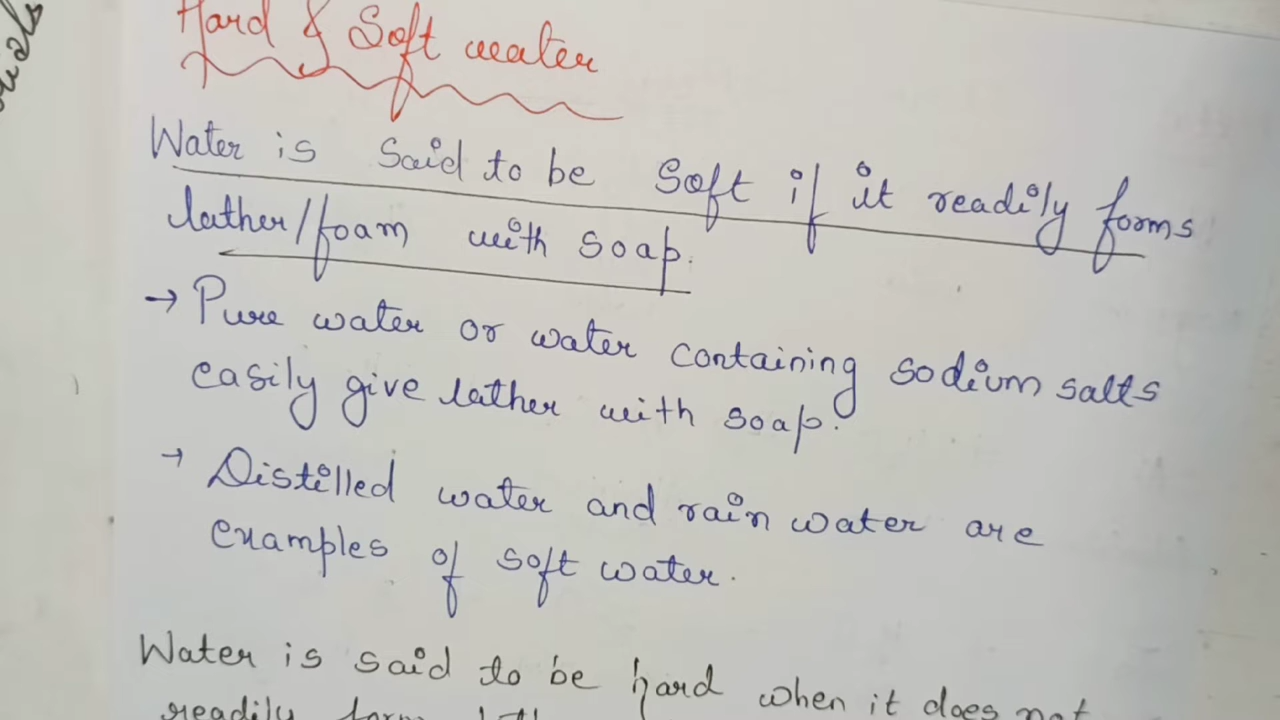 Hard & Soft water
Water is said to be soft if it readily forms
lather/foam with soap.
→ Pure water or water containing sodium salts
easily give lather with soap.
→ Distilled water and rain water are
examples of soft water.
Water is said to be hard when it does not
readily form